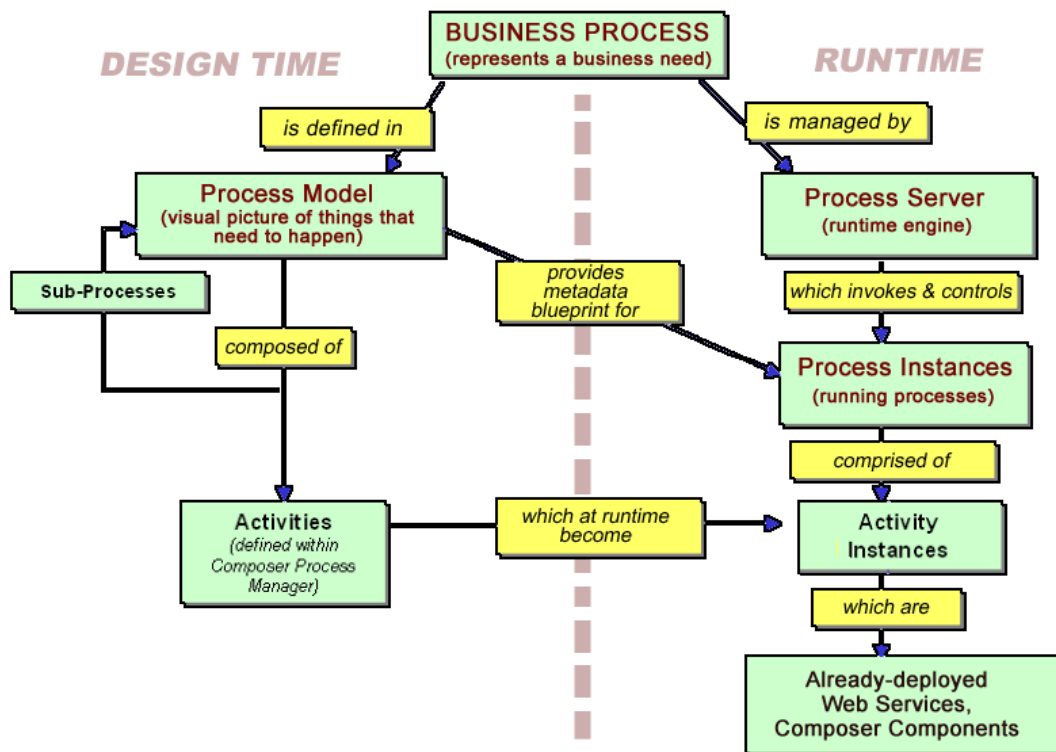 BUSINESS PROCESS
(represents a business need)
DESIGN TIME
RUNTIME
is defined in
is managed by
Process Model
(visual picture of things that
need to happen)
Process Server
(runtime engine)
Sub-Processes
provides
metadata
blueprint for
which invokes & controls
composed of
Process Instances
(running processes)
comprised of
Activities
(defined within
Composer Process
Manager)
which at runtime
become
Activity
Instances
which are
Already-deployed
Web Services,
Composer Components